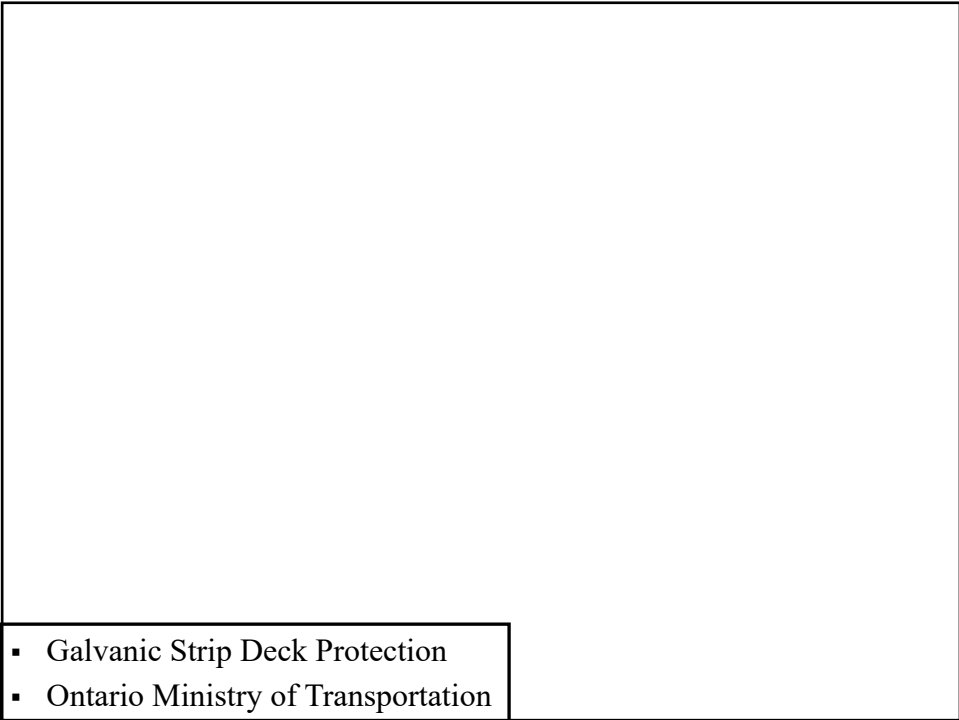 ▪ Galvanic Strip Deck Protection
▪ Ontario Ministry of Transportation